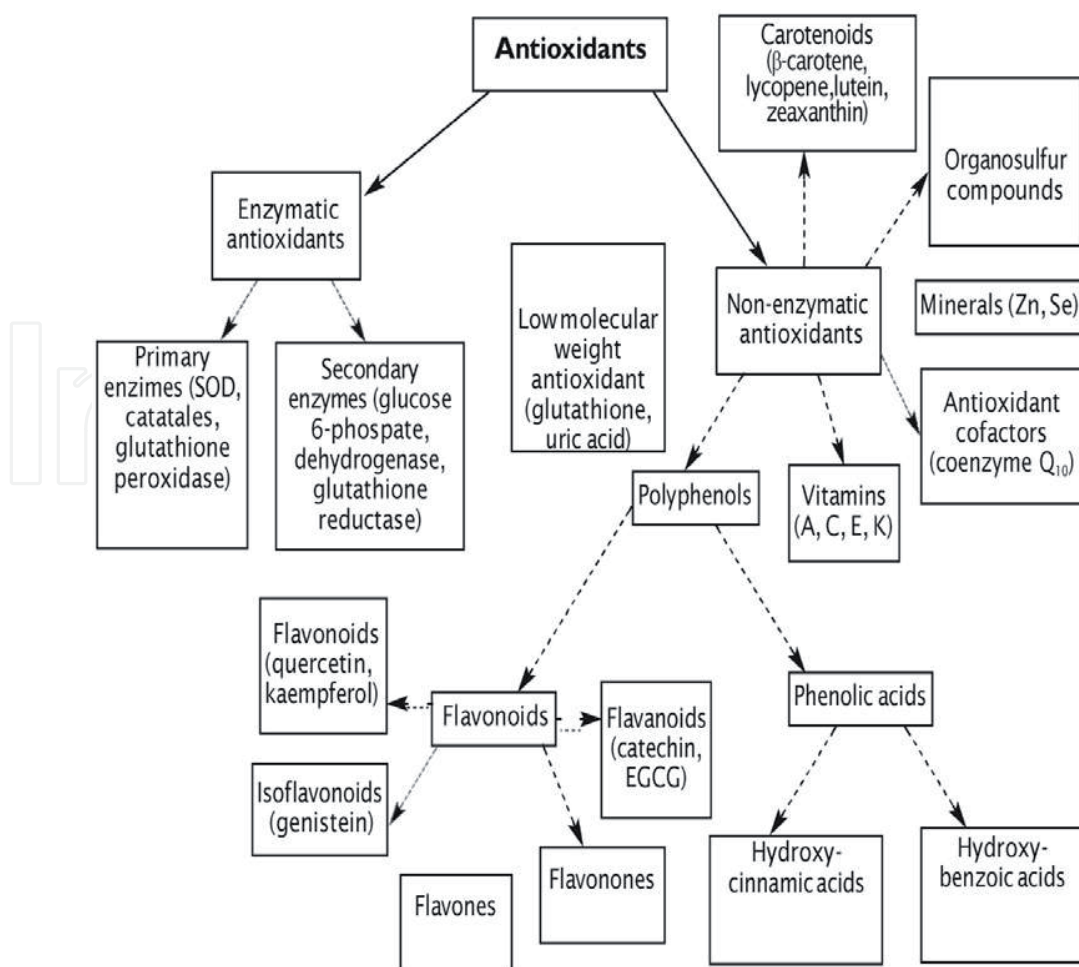 Antioxidants
Carotenoids
(β-carotene,
lycopene,lutein,
zeaxanthin)
Organosulfur
compounds
Enzymatic
antioxidants
Non-enzymatic
antioxidants
Minerals (Zn, Se)
Low molecular
weight
antioxidant
(glutathione,
uric acid)
Primary
enzimes (SOD,
catatales,
glutathione
peroxidase)
Secondary
enzymes (glucose
6-phospate,
dehydrogenase,
glutathione
reductase)
Antioxidant
cofactors
(coenzyme Q₁₀)
Polyphenols
Vitamins
(A, C, E, K)
Flavonoids
(quercetin,
kaempferol)
Flavonoids
Flavanoids
(catechin,
EGCG)
Phenolic acids
Isoflavonoids
(genistein)
Flavones
Flavonones
Hydroxy-
cinnamic acids
Hydroxy-
benzoic acids